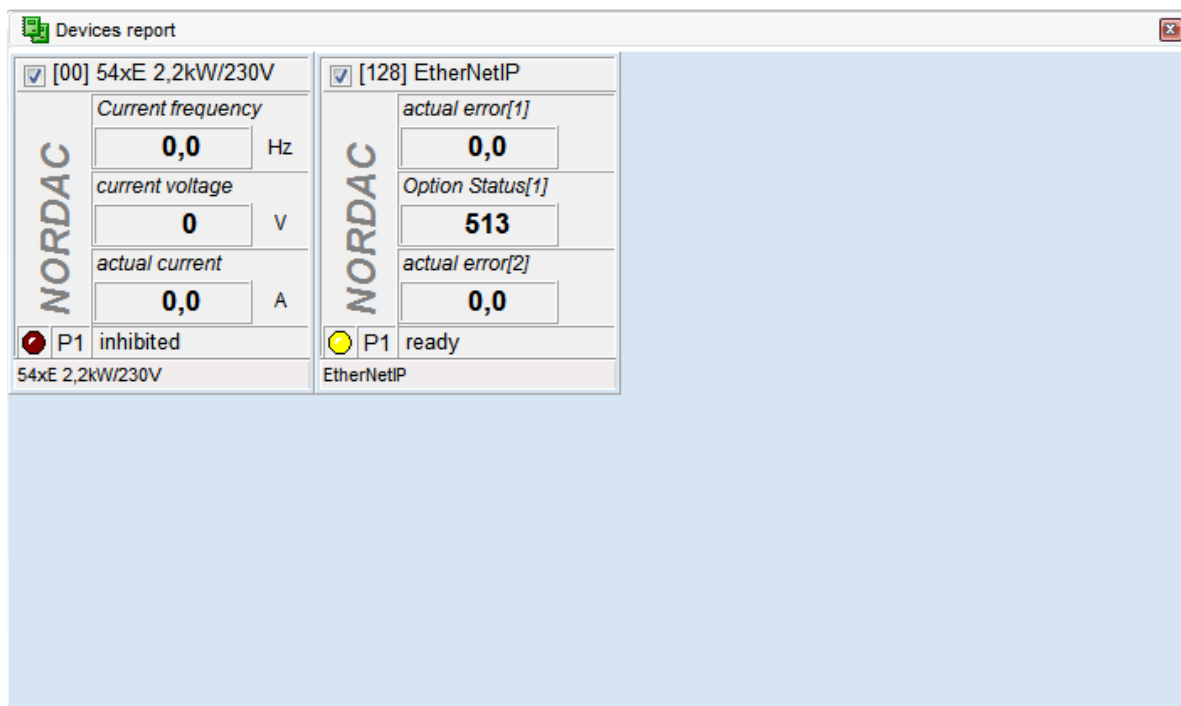 Devices report
[00] 54xE 2,2kW/230V
NORDAC
Current frequency
0,0 Hz
current voltage
0 V
actual current
0,0 A
P1 inhibited
54xE 2,2kW/230V
[128] EtherNetIP
NORDAC
actual error[1]
0,0
Option Status[1]
513
actual error[2]
0,0
P1 ready
EtherNetIP